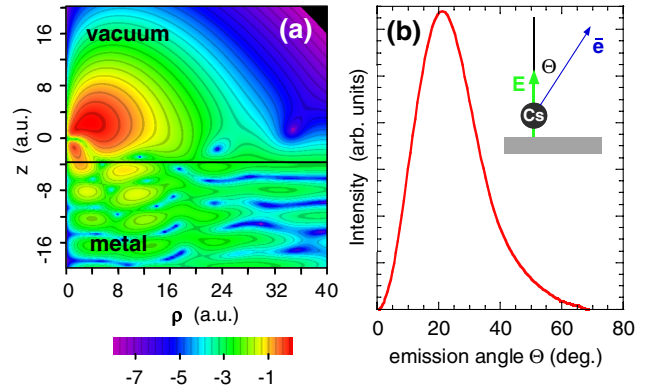 (a)
vacuum
metal
z (a.u.)
16
8
0
-8
-16
0 8 16 24 32 40
ρ (a.u.)
-7 -5 -3 -1
(b)
Intensity (arb. units)
Θ
ē
E
Cs
0 20 40 60 80
emission angle Θ (deg.)